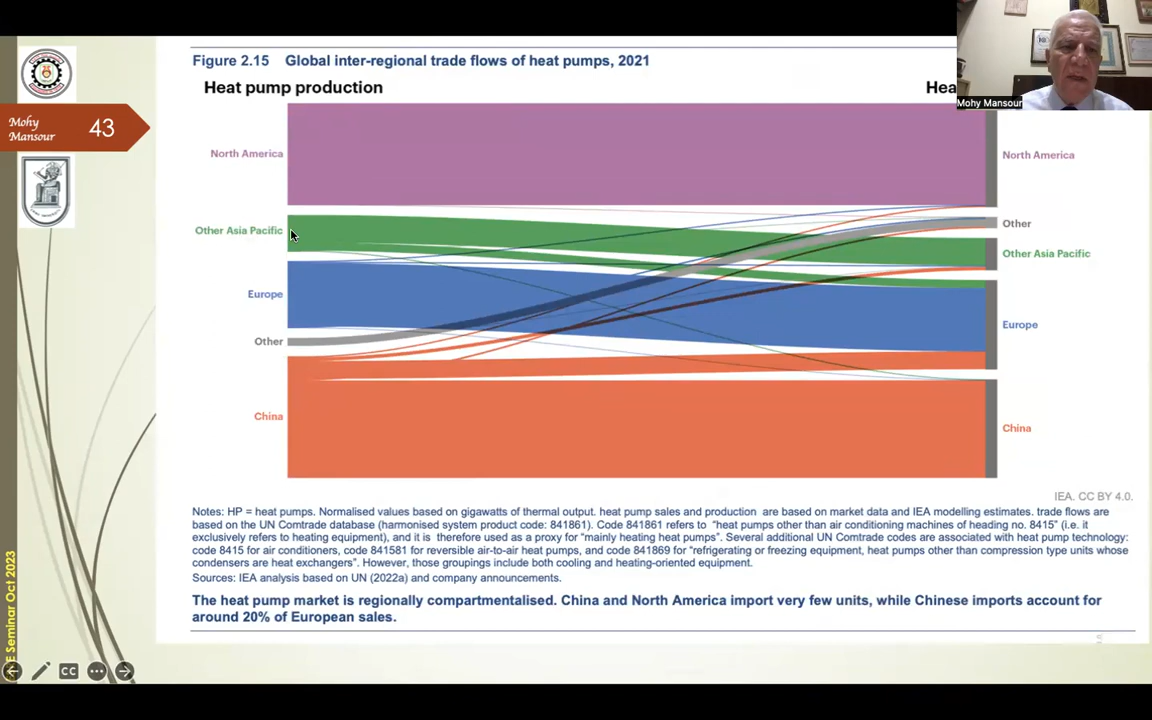 Figure 2.15 Global inter-regional trade flows of heat pumps, 2021
Heat pump production
Hea
Mohy Mansour
Mohy
Mansour
43
North America
Other Asia Pacific
Europe
Other
China
North America
Other
Other Asia Pacific
Europe
China
IEA. CC BY 4.0.
Notes: HP = heat pumps. Normalised values based on gigawatts of thermal output. heat pump sales and production are based on market data and IEA modelling estimates. trade flows are
based on the UN Comtrade database (harmonised system product code: 841861). Code 841861 refers to "heat pumps other than air conditioning machines of heading no. 8415" (i.e. it
exclusively refers to heating equipment), and it is therefore used as a proxy for "mainly heating heat pumps". Several additional UN Comtrade codes are associated with heat pump technology:
code 8415 for air conditioners, code 841581 for reversible air-to-air heat pumps, and code 841869 for "refrigerating or freezing equipment, heat pumps other than compression type units whose
condensers are heat exchangers". However, those groupings include both cooling and heating-oriented equipment.
Sources: IEA analysis based on UN (2022a) and company announcements.
The heat pump market is regionally compartmentalised. China and North America import very few units, while Chinese imports account for
around 20% of European sales.
E Seminar Oct 2023
CC